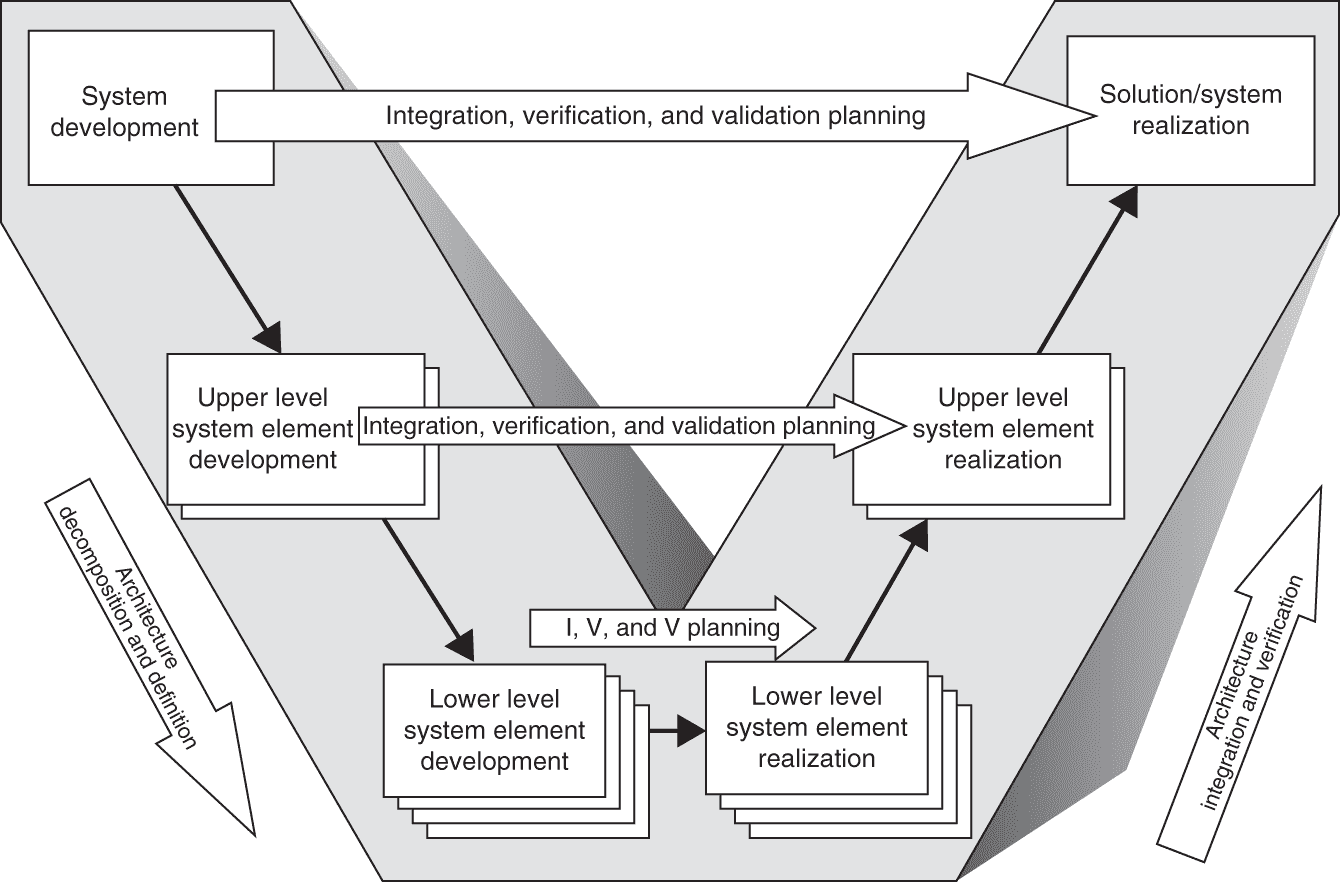 System
development
Integration, verification, and validation planning
Solution/system
realization
Upper level
system element
development
Integration, verification, and validation planning
Upper level
system element
realization
Architecture
decomposition and definition
I, V, and V planning
Lower level
system element
development
Lower level
system element
realization
Architecture
integration and verification